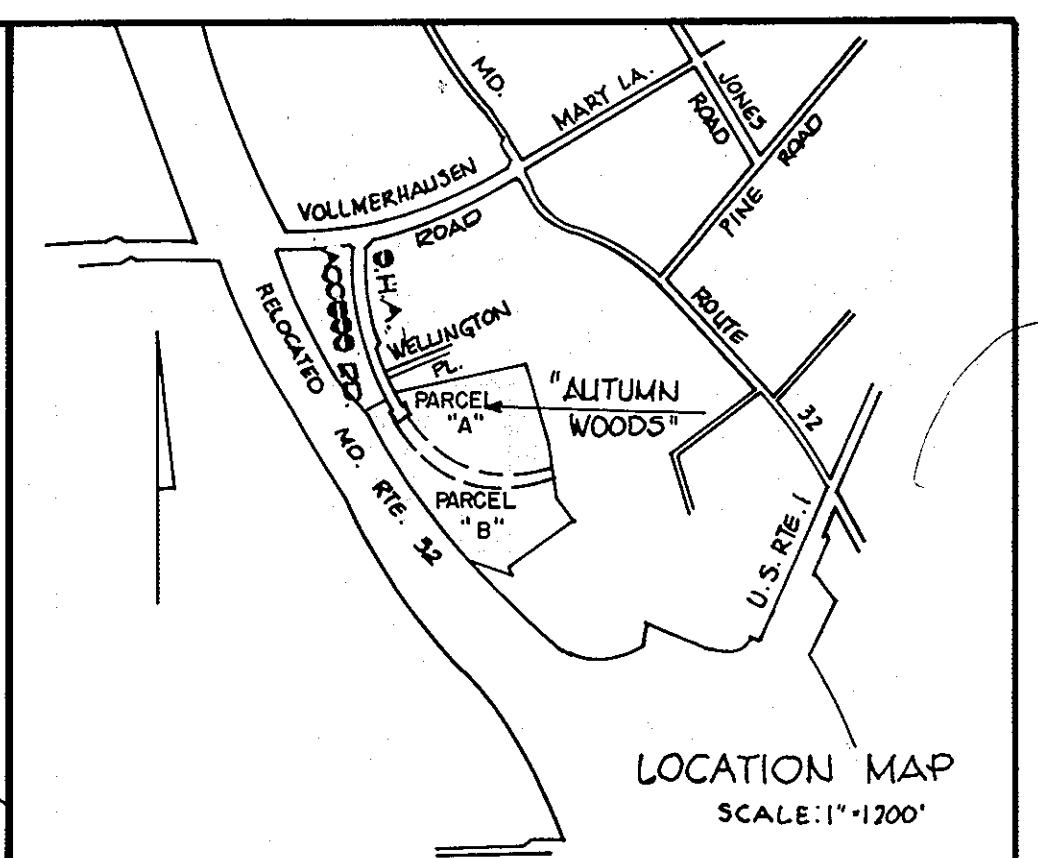 MD.
MARY LA.
JONES
ROAD
PINE ROAD
VOLLMERHAUSEN
ROAD
S.H.A.
ACCESS RD.
WELLINGTON
PL.
RELOCATED
MD. RTE. 32
ROUTE
32
PARCEL
"A"
"AUTUMN
WOODS"
PARCEL
"B"
U.S. RTE. 1
LOCATION MAP
SCALE: 1"=1200'